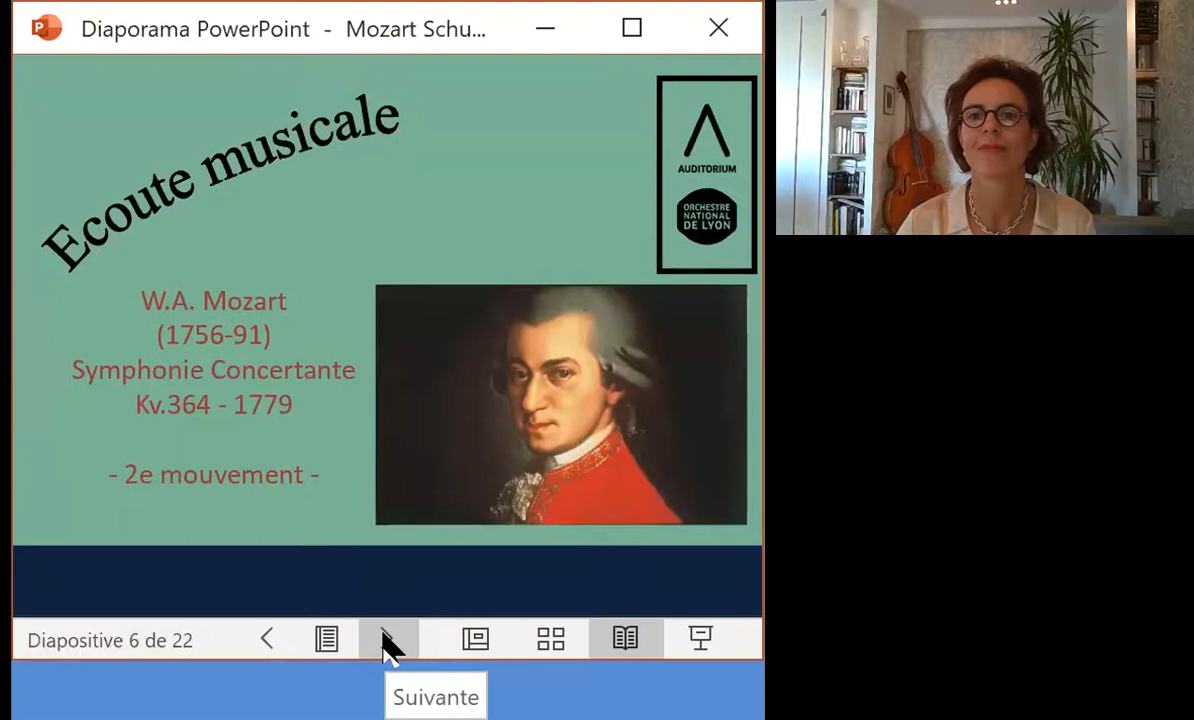 Diaporama PowerPoint - Mozart Schu...
Ecoute musicale
AUDITORIUM
ORCHESTRE
NATIONAL
DE LYON
W.A. Mozart
(1756-91)
Symphonie Concertante
Kv.364 - 1779
- 2e mouvement -
Diapositive 6 de 22
Suivante